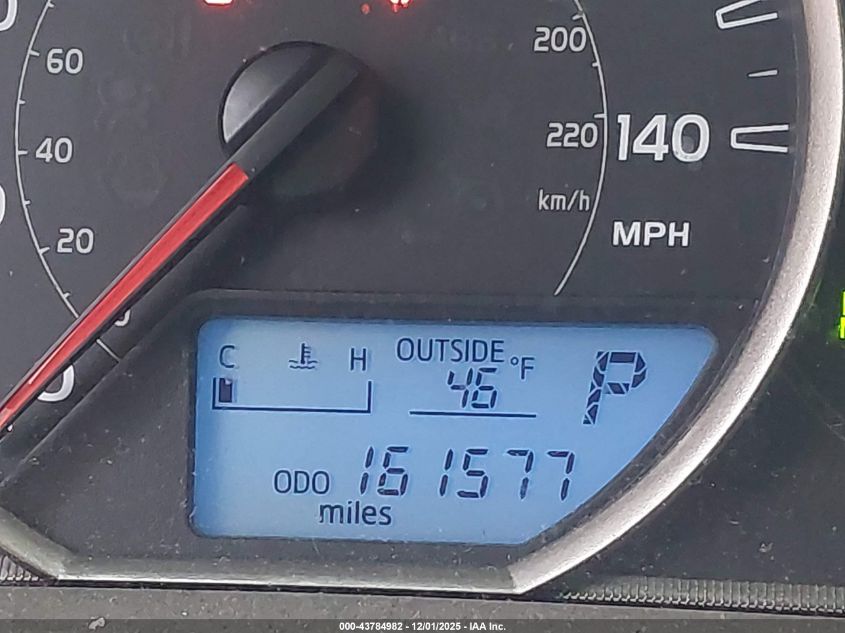 60
200
40
220
140
km/h
20
MPH
0
C H
OUTSIDE
46 °F
P
ODO 161577
miles
000-43784982 - 12/01/2025 - IAA Inc.